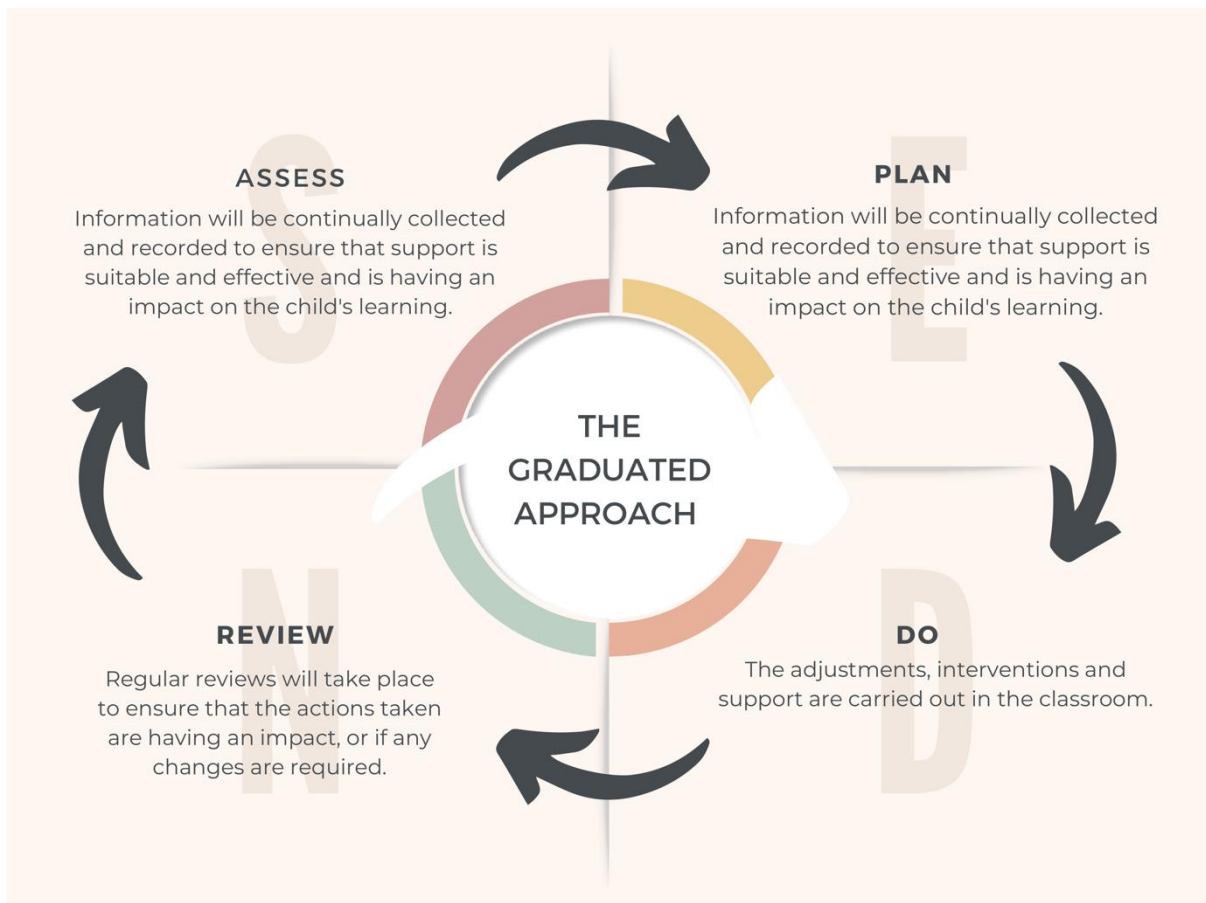 ASSESS
Information will be continually collected
and recorded to ensure that support is
suitable and effective and is having an
impact on the child's learning.
PLAN
Information will be continually collected
and recorded to ensure that support is
suitable and effective and is having an
impact on the child's learning.
THE
GRADUATED
APPROACH
REVIEW
Regular reviews will take place
to ensure that the actions taken
are having an impact, or if any
changes are required.
DO
The adjustments, interventions and
support are carried out in the classroom.
S
E
N
D